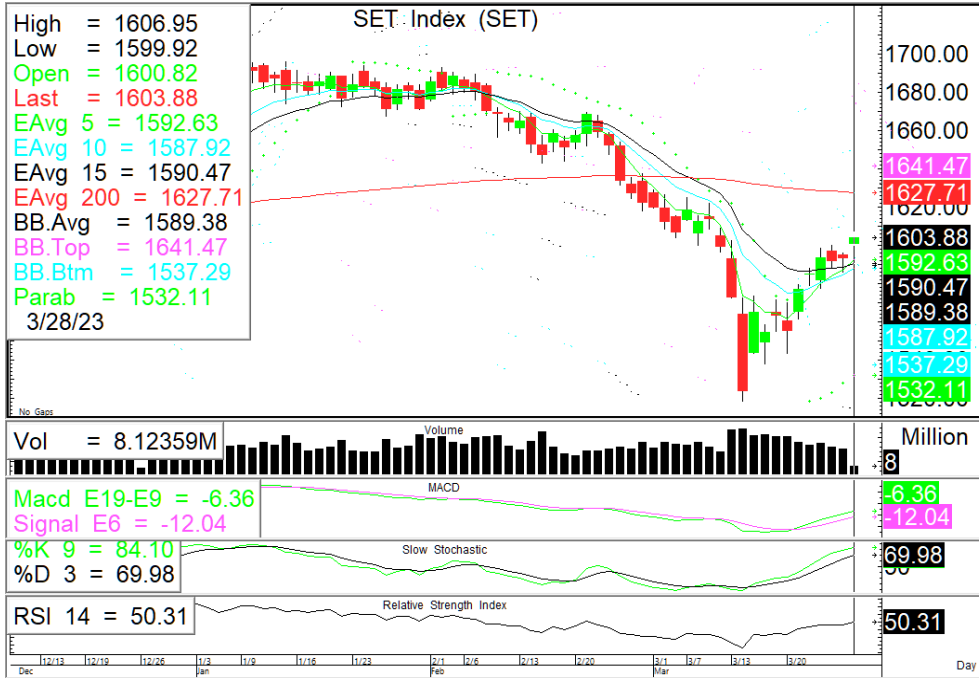 SET Index (SET)
High = 1606.95
Low = 1599.92
Open = 1600.82
Last = 1603.88
EAvg 5 = 1592.63
EAvg 10 = 1587.92
EAvg 15 = 1590.47
EAvg 200 = 1627.71
BB.Avg = 1589.38
BB.Top = 1641.47
BB.Btm = 1537.29
Parab = 1532.11
3/28/23
1700.00
1680.00
1660.00
1641.47
1627.71
1620.00
1603.88
1592.63
1590.47
1589.38
1587.92
1537.29
1532.11
No Gaps
Volume
Vol = 8.12359M
Million
8
MACD
Macd E19-E9 = -6.36
Signal E6 = -12.04
-6.36
-12.04
Slow Stochastic
%K 9 = 84.10
%D 3 = 69.98
69.98
Relative Strength Index
RSI 14 = 50.31
50.31
12/13 12/19 12/26 1/3 1/9 1/16 1/23 2/1 2/6 2/13 2/20 3/1 3/7 3/13 3/20
Dec Jan Feb Mar Day